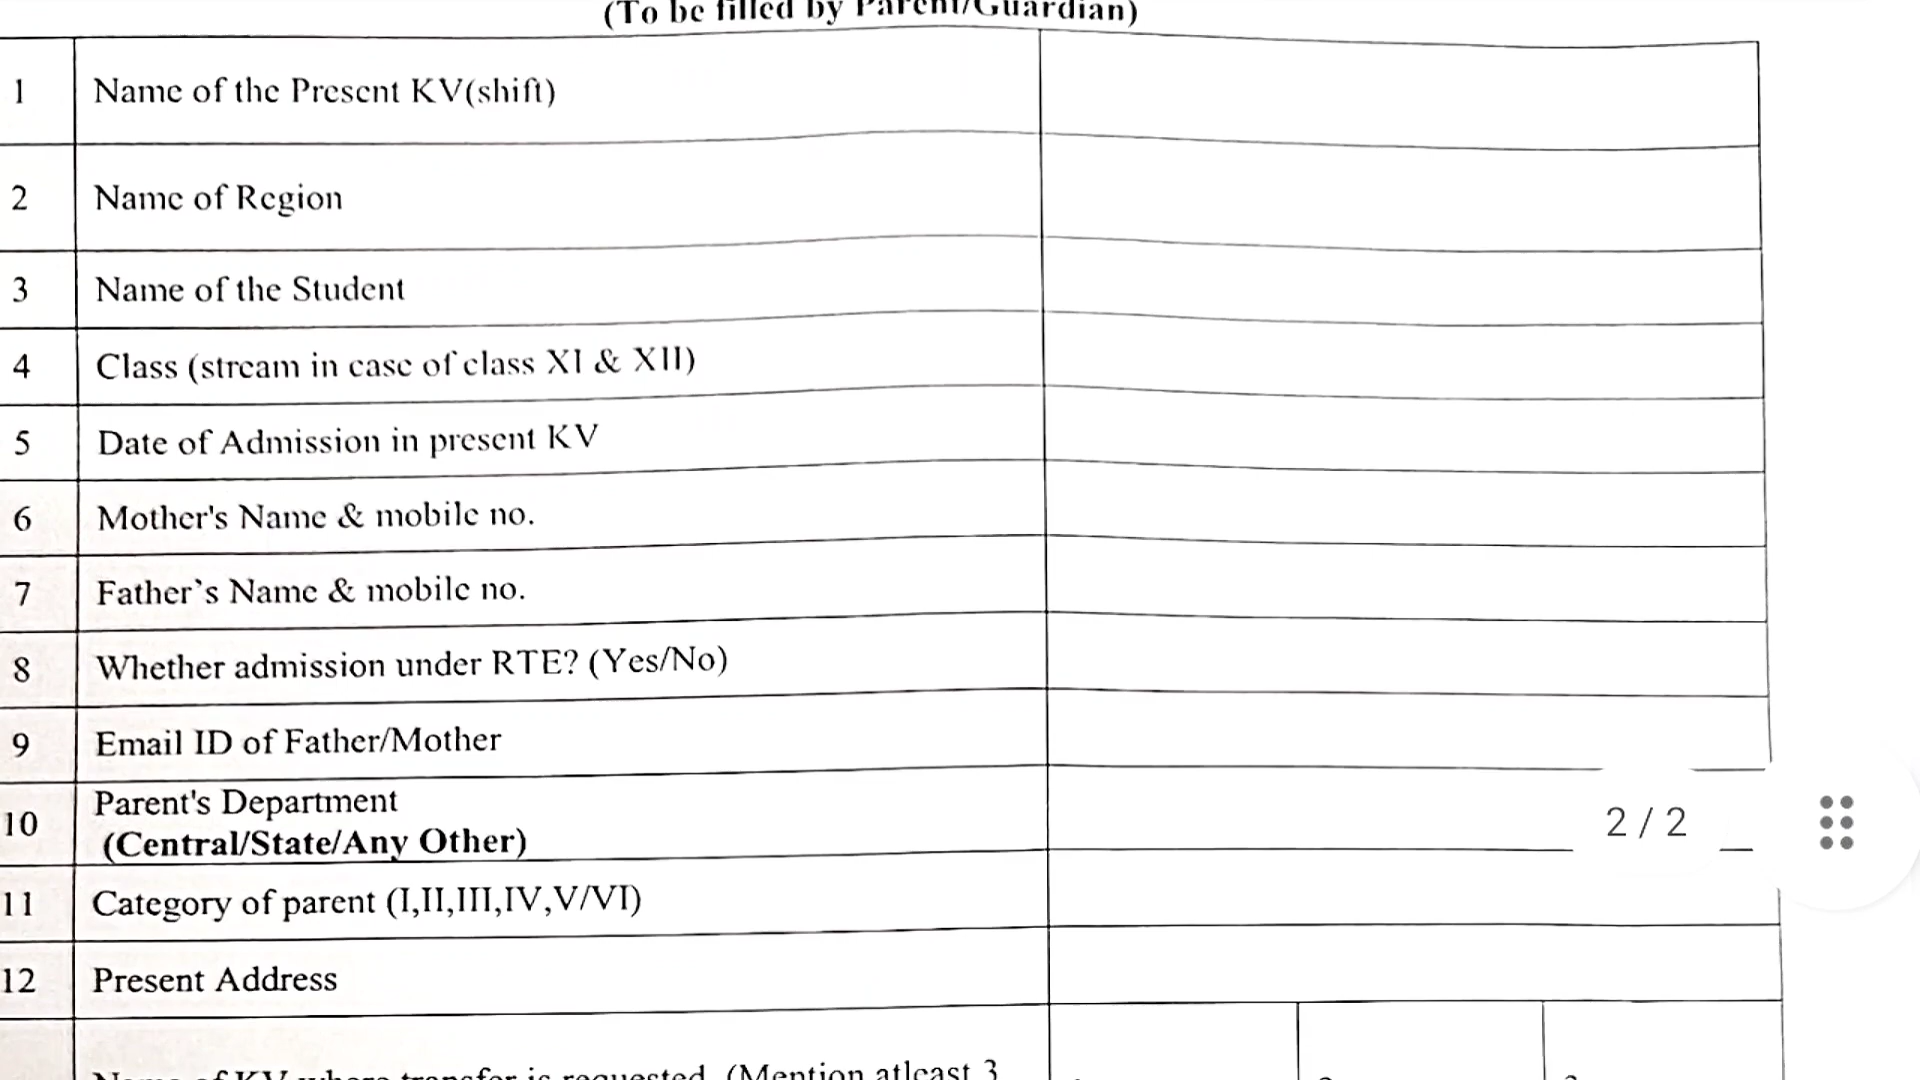 (To be filled by Parent/Guardian)
1 Name of the Present KV(shift)
2 Name of Region
3 Name of the Student
4 Class (stream in case of class XI & XII)
5 Date of Admission in present KV
6 Mother's Name & mobile no.
7 Father’s Name & mobile no.
8 Whether admission under RTE? (Yes/No)
9 Email ID of Father/Mother
10 Parent's Department
(Central/State/Any Other)
2 / 2
11 Category of parent (I,II,III,IV,V/VI)
12 Present Address
Name of KV where transfer is requested. (Mention atleast 3